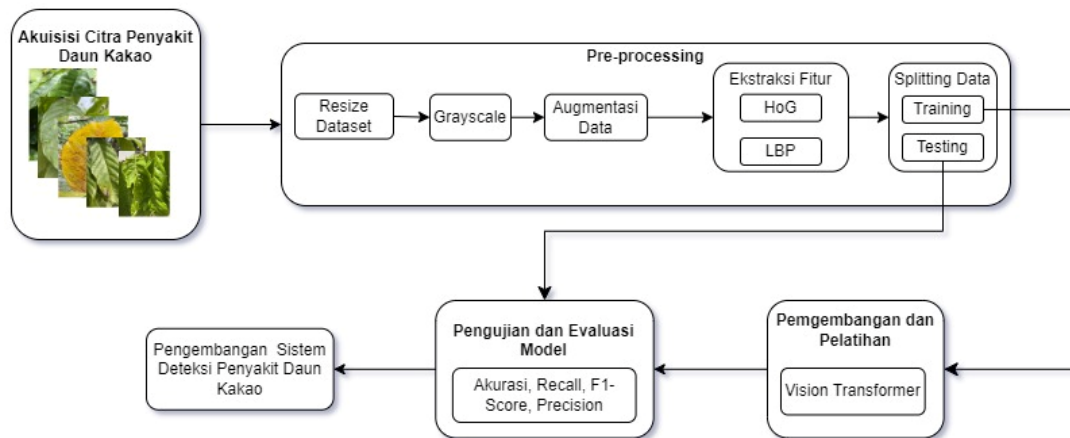 Akuisisi Citra Penyakit
Daun Kakao
Pre-processing
Resize
Dataset
Grayscale
Augmentasi
Data
Ekstraksi Fitur
HoG
LBP
Splitting Data
Training
Testing
Pengembangan Sistem
Deteksi Penyakit Daun
Kakao
Pengujian dan Evaluasi
Model
Akurasi, Recall, F1-
Score, Precision
Pemgembangan dan
Pelatihan
Vision Transformer